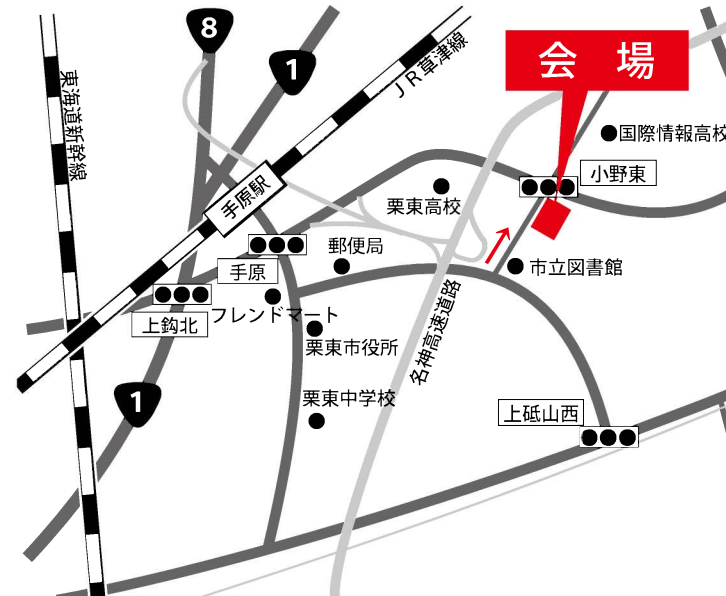 8
1
ＪＲ草津線
会　場
東海道新幹線
国際情報高校
小野東
手原駅
栗東高校
郵便局
手原
市立図書館
フレンドマート
上鈎北
栗東市役所
名神高速道路
1
栗東中学校
上砥山西